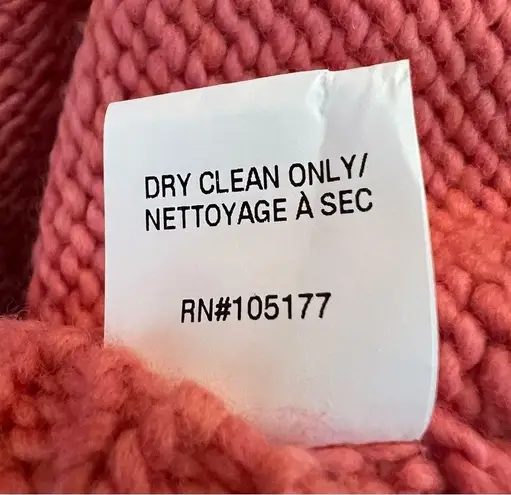 DRY CLEAN ONLY/
NETTOYAGE À SEC
RN#105177